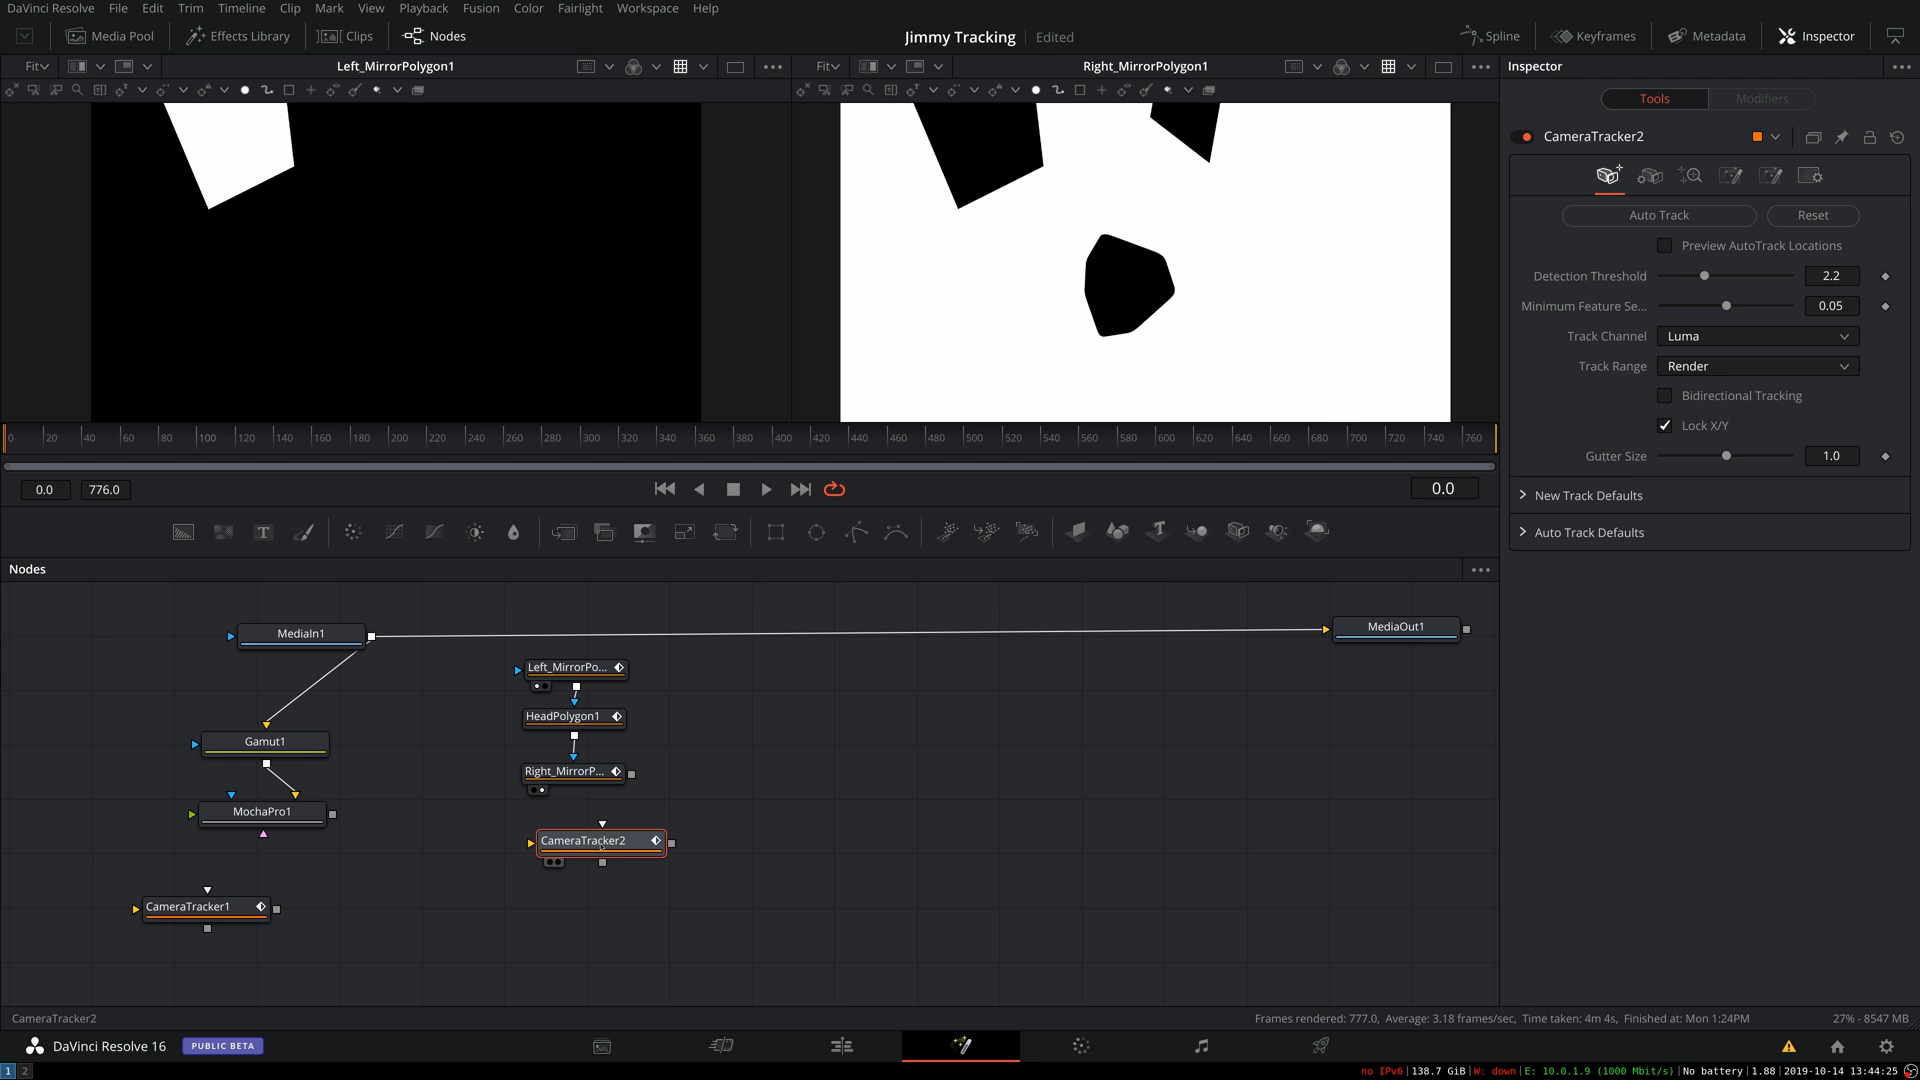 DaVinci Resolve File Edit Trim Timeline Clip Mark View Playback Fusion Color Fairlight Workspace Help
Media Pool Effects Library Clips Nodes Jimmy Tracking Edited Spline Keyframes Metadata Inspector
Fit Left_MirrorPolygon1 Fit Right_MirrorPolygon1 Inspector
Tools Modifiers
CameraTracker2
Auto Track Reset
Preview AutoTrack Locations
Detection Threshold 2.2
Minimum Feature Se... 0.05
Track Channel Luma
Track Range Render
Bidirectional Tracking
Lock X/Y
Gutter Size 1.0
New Track Defaults
Auto Track Defaults
0 20 40 60 80 100 120 140 160 180 200 220 240 260 280 300 320 340 360 380 400 420 440 460 480 500 520 540 560 580 600 620 640 660 680 700 720 740 760
0.0 776.0 0.0
Nodes
MediaIn1
MediaOut1
Left_MirrorPo...
HeadPolygon1
Gamut1
Right_MirrorP...
MochaPro1
CameraTracker2
CameraTracker1
CameraTracker2 Frames rendered: 777.0, Average: 3.18 frames/sec, Time taken: 4m 4s, Finished at: Mon 1:24PM 27% - 8547 MB
DaVinci Resolve 16 PUBLIC BETA
1 2 no IPv6|138.7 GiB|W: down|E: 10.0.1.9 (1000 Mbit/s)|No battery|1.88|2019-10-14 13:44:25